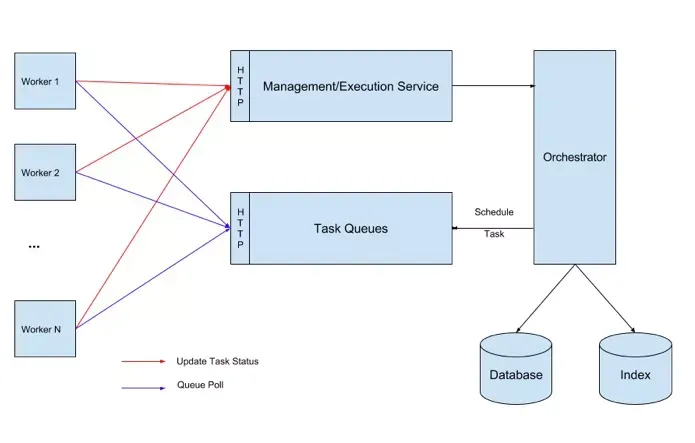 Worker 1
H
T
T
P
Management/Execution Service
Orchestrator
Worker 2
H
T
T
P
Task Queues
Schedule
Task
...
Worker N
Update Task Status
Queue Poll
Database
Index